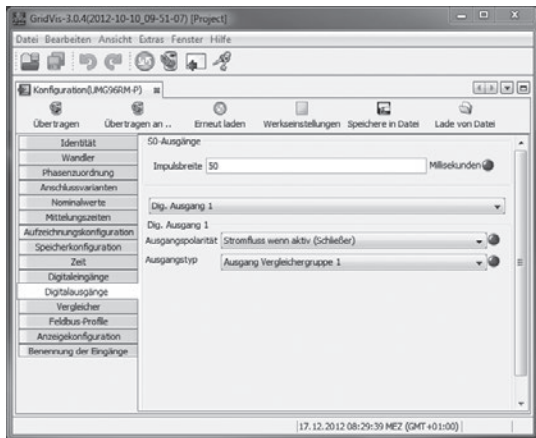 GridVis-3.0.4(2012-10-10_09-51-07) [Project]
Datei Bearbeiten Ansicht Extras Fenster Hilfe
Konfiguration(UMG96RM-P)
Übertragen Übertragen an .. Erneut laden Werkseinstellungen Speichere in Datei Lade von Datei
Identität
Wandler
Phasenzuordnung
Anschlussvarianten
Nominalwerte
Mittelungszeiten
Aufzeichnungskonfiguration
Speicherkonfiguration
Zeit
Digitaleingänge
Digitalausgänge
Vergleicher
Feldbus-Profile
Anzeigekonfiguration
Benennung der Eingänge
S0-Ausgänge
Impulsbreite 50 Millisekunden
Dig. Ausgang 1
Dig. Ausgang 1
Ausgangspolarität Stromfluss wenn aktiv (Schließer)
Ausgangstyp Ausgang Vergleichergruppe 1
17.12.2012 08:29:39 MEZ (GMT+01:00)